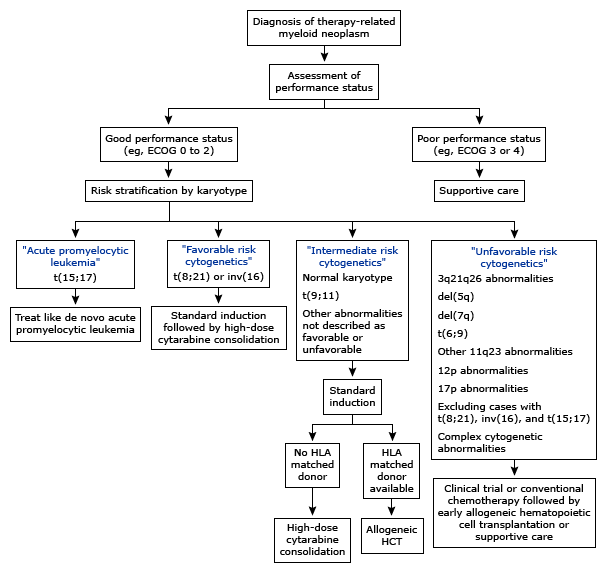 Diagnosis of therapy-related
myeloid neoplasm
Assessment of
performance status
Good performance status
(eg, ECOG 0 to 2)
Poor performance status
(eg, ECOG 3 or 4)
Risk stratification by karyotype
Supportive care
"Acute promyelocytic
leukemia"
t(15;17)
"Favorable risk
cytogenetics"
t(8;21) or inv(16)
"Intermediate risk
cytogenetics"
Normal karyotype
t(9;11)
Other abnormalities
not described as
favorable or
unfavorable
"Unfavorable risk
cytogenetics"
3q21q26 abnormalities
del(5q)
del(7q)
t(6;9)
Other 11q23 abnormalities
12p abnormalities
17p abnormalities
Excluding cases with
t(8;21), inv(16), and t(15;17)
Complex cytogenetic
abnormalities
Treat like de novo acute
promyelocytic leukemia
Standard induction
followed by high-dose
cytarabine consolidation
Standard
induction
No HLA
matched
donor
HLA
matched
donor
available
High-dose
cytarabine
consolidation
Allogeneic
HCT
Clinical trial or conventional
chemotherapy followed by
early allogeneic hematopoietic
cell transplantation or
supportive care